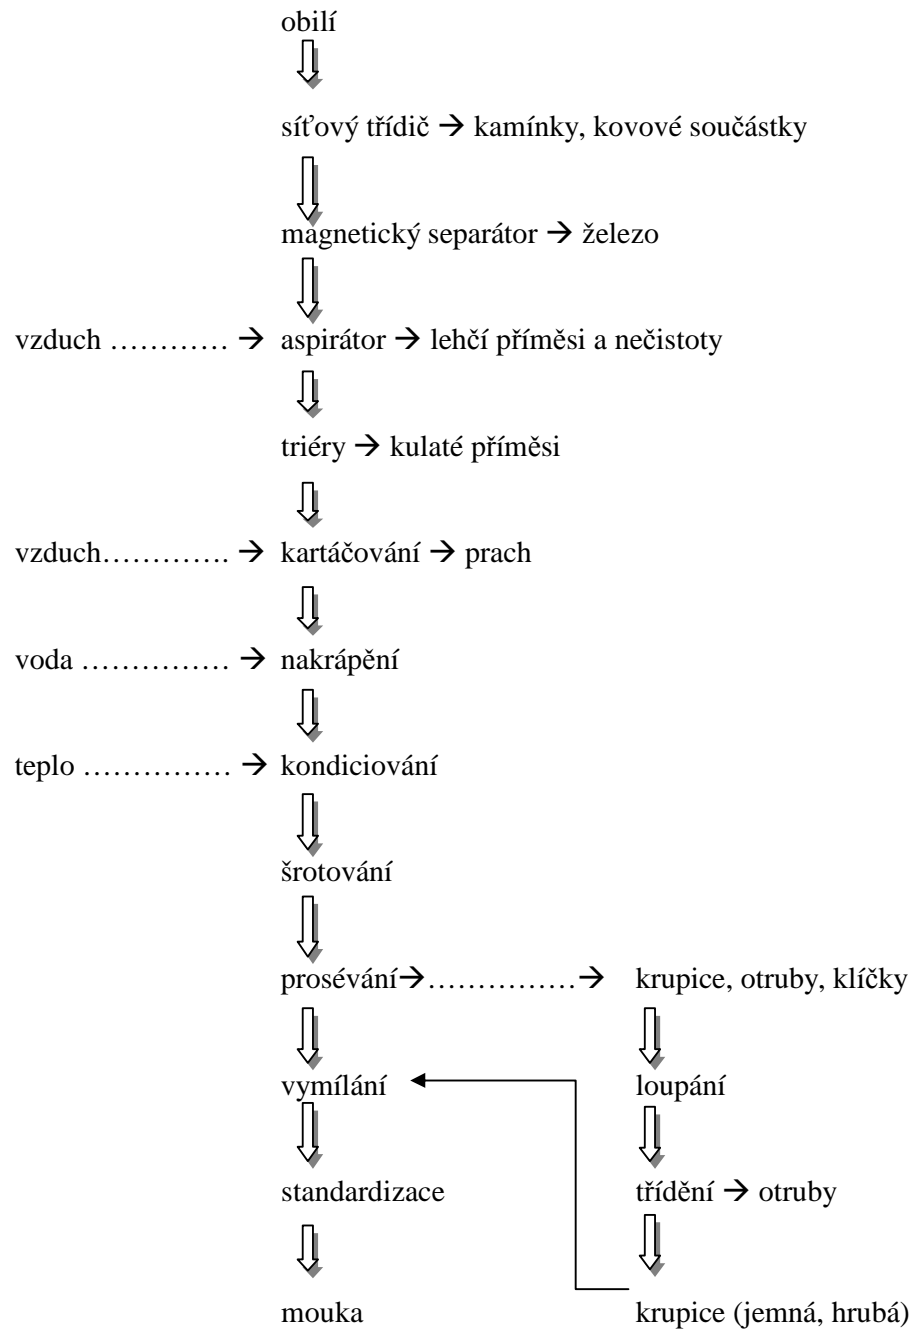 obilí
síťový třídič → kamínky, kovové součástky
magnetický separátor → železo
vzduch ………… → aspirátor → lehčí příměsi a nečistoty
triéry → kulaté příměsi
vzduch…………. → kartáčování → prach
voda …………… → nakrápění
teplo …………… → kondiciování
šrotování
prosévání→……………→ krupice, otruby, klíčky
vymílání loupání
standardizace třídění → otruby
mouka krupice (jemná, hrubá)